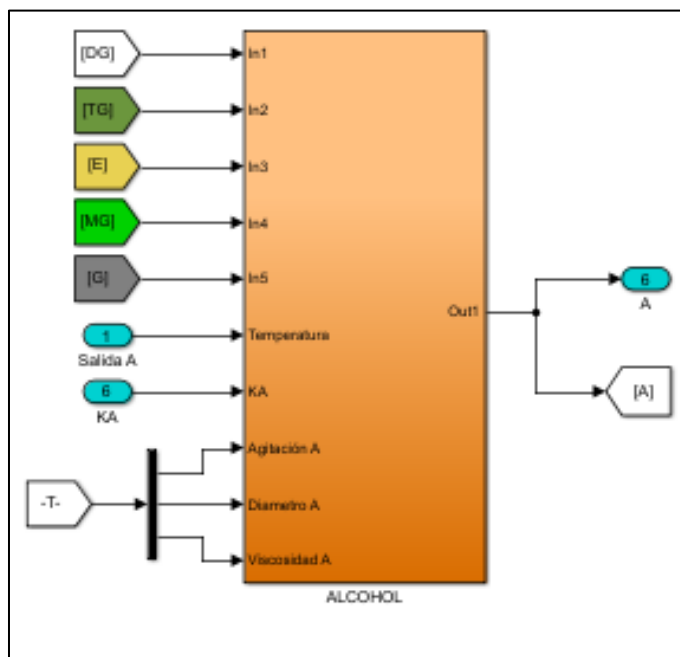 [DG]
In1
[TG]
In2
[E]
In3
[MG]
In4
[G]
In5
1
Salida A
Temperatura
6
KA
KA
-T-
Agitación A
Diametro A
Viscosidad A
Out1
6
A
[A]
ALCOHOL